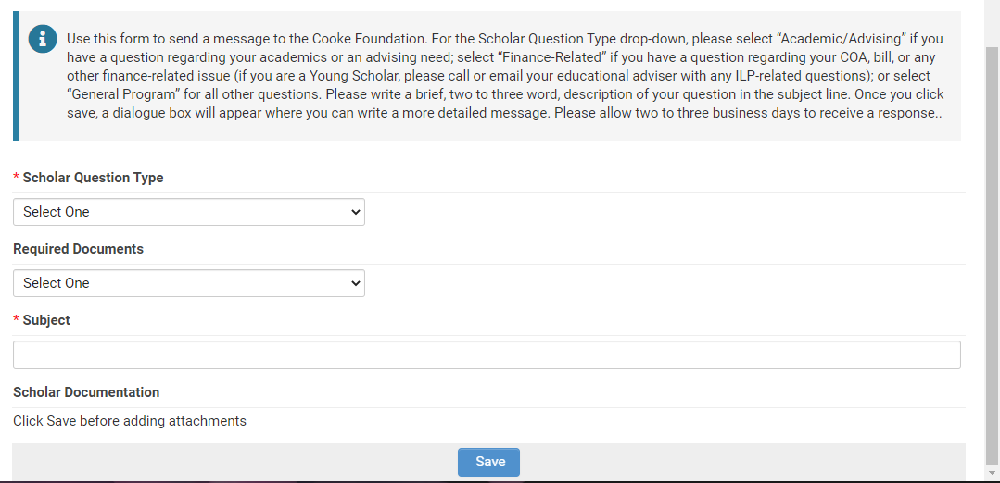 Use this form to send a message to the Cooke Foundation. For the Scholar Question Type drop-down, please select “Academic/Advising” if you
have a question regarding your academics or an advising need; select “Finance-Related” if you have a question regarding your COA, bill, or any
other finance-related issue (if you are a Young Scholar, please call or email your educational adviser with any ILP-related questions); or select
“General Program” for all other questions. Please write a brief, two to three word, description of your question in the subject line. Once you click
save, a dialogue box will appear where you can write a more detailed message. Please allow two to three business days to receive a response..
* Scholar Question Type
Select One
Required Documents
Select One
* Subject
Scholar Documentation
Click Save before adding attachments
Save